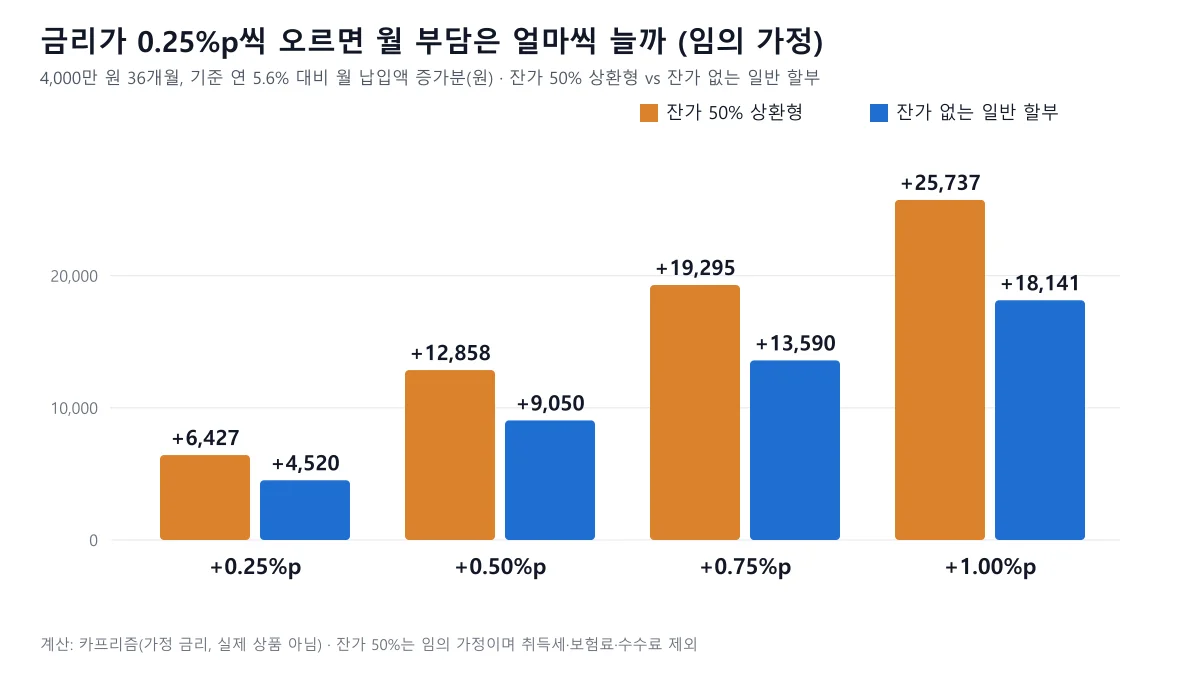 금리가 0.25%p씩 오르면 월 부담은 얼마씩 늘까 (임의 가정)
4,000만 원 36개월, 기준 연 5.6% 대비 월 납입액 증가분(원) · 잔가 50% 상환형 vs 잔가 없는 일반 할부
잔가 50% 상환형 잔가 없는 일반 할부
+25,737
20,000 +19,295 +18,141
+12,858 +13,590
10,000 +9,050
+6,427 +4,520
0
+0.25%p +0.50%p +0.75%p +1.00%p
계산: 카프리즘(가정 금리, 실제 상품 아님) · 잔가 50%는 임의 가정이며 취득세·보험료·수수료 제외